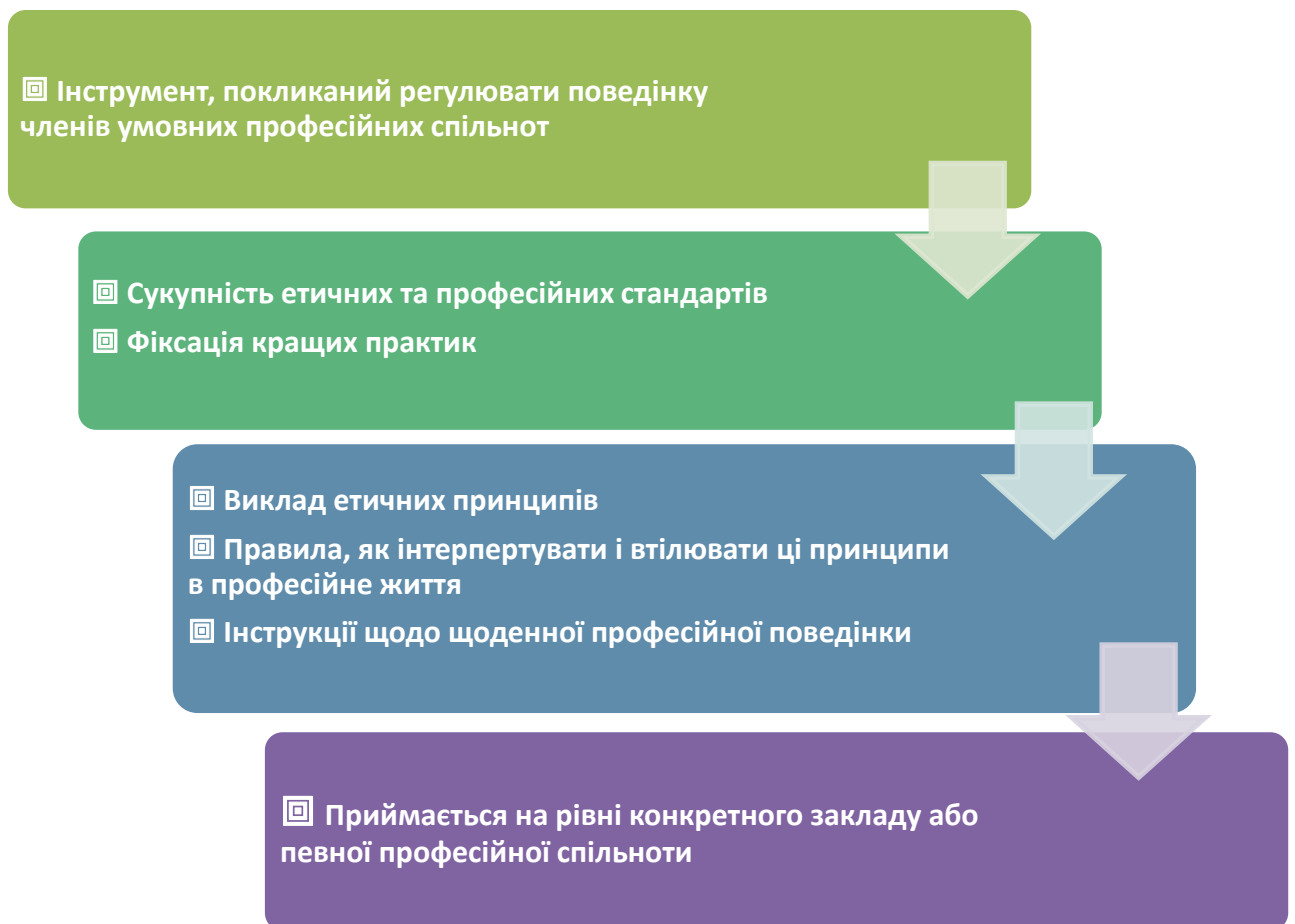 Інструмент, покликаний регулювати поведінку
членів умовних професійних спільнот
Сукупність етичних та професійних стандартів
Фіксація кращих практик
Виклад етичних принципів
Правила, як інтерпертувати і втілювати ці принципи
в професійне життя
Інструкції щодо щоденної професійної поведінки
Приймається на рівні конкретного закладу або
певної професійної спільноти